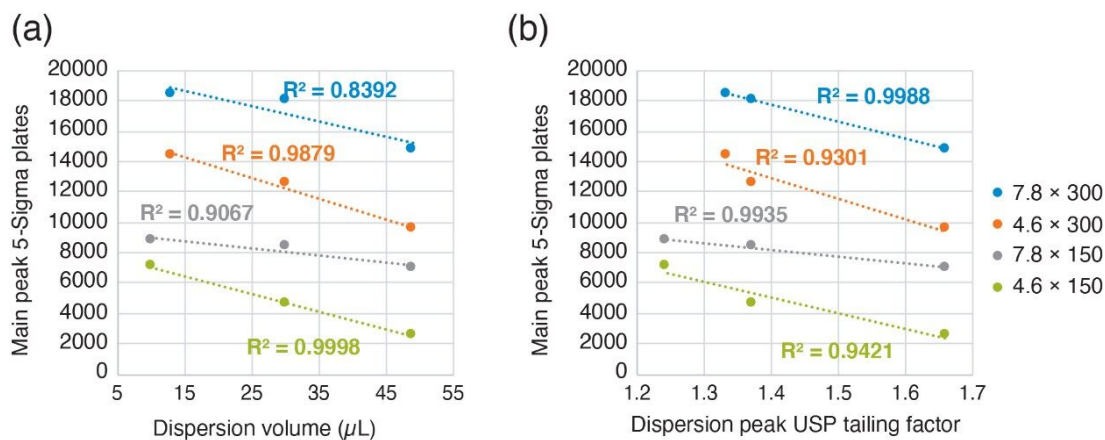 (a)
Main peak 5-Sigma plates
20000
18000
16000
14000
12000
10000
8000
6000
4000
2000
0
R² = 0.8392
R² = 0.9879
R² = 0.9067
R² = 0.9998
5 15 25 35 45 55
Dispersion volume (µL)
(b)
Main peak 5-Sigma plates
20000
18000
16000
14000
12000
10000
8000
6000
4000
2000
0
R² = 0.9988
R² = 0.9301
R² = 0.9935
R² = 0.9421
1.2 1.3 1.4 1.5 1.6 1.7
Dispersion peak USP tailing factor
7.8 × 300
4.6 × 300
7.8 × 150
4.6 × 150